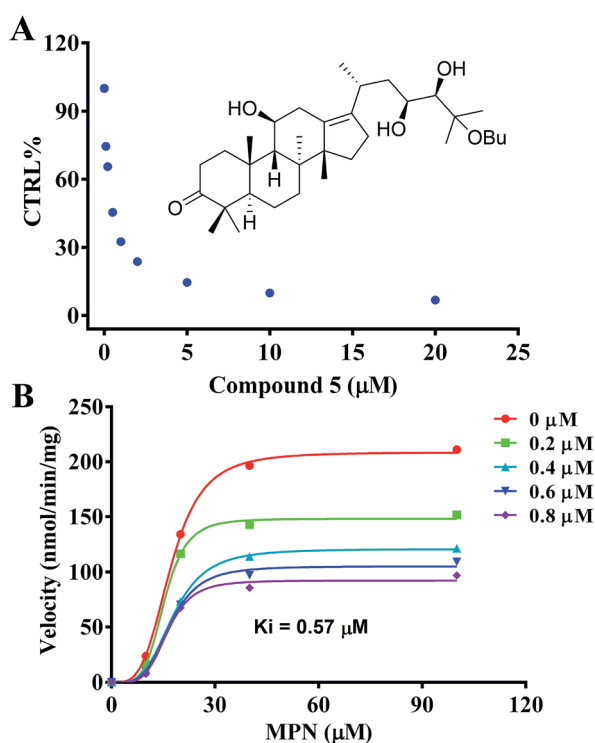 A
120
90
60
30
0
CTRL%
0
5
10
15
20
25
Compound 5 (μM)
HO
OH
HO
OBu
H
O
H
B
250
200
150
100
50
0
Velocity (nmol/min/mg)
0 μM
0.2 μM
0.4 μM
0.6 μM
0.8 μM
Ki = 0.57 μM
0
30
60
90
120
MPN (μM)